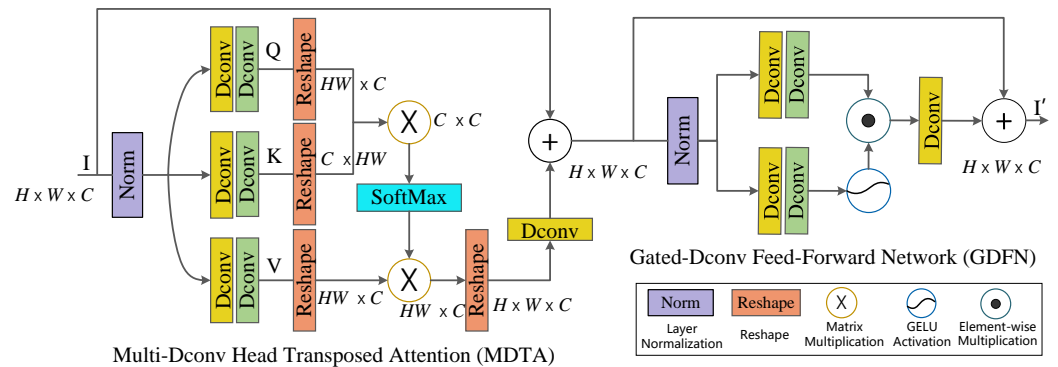 I
H x W x C
Norm
Dconv
Dconv
Q
Reshape
HW x C
Dconv
Dconv
K
Reshape
C x HW
Dconv
Dconv
V
Reshape
HW x C
X
C x C
SoftMax
X
HW x C
Reshape
H x W x C
Dconv
+
H x W x C
Multi-Dconv Head Transposed Attention (MDTA)
Norm
Dconv
Dconv
Dconv
Dconv
Dconv
+
I′
H x W x C
Gated-Dconv Feed-Forward Network (GDFN)
Norm
Layer
Normalization
Reshape
Reshape
X
Matrix
Multiplication
GELU
Activation
Element-wise
Multiplication